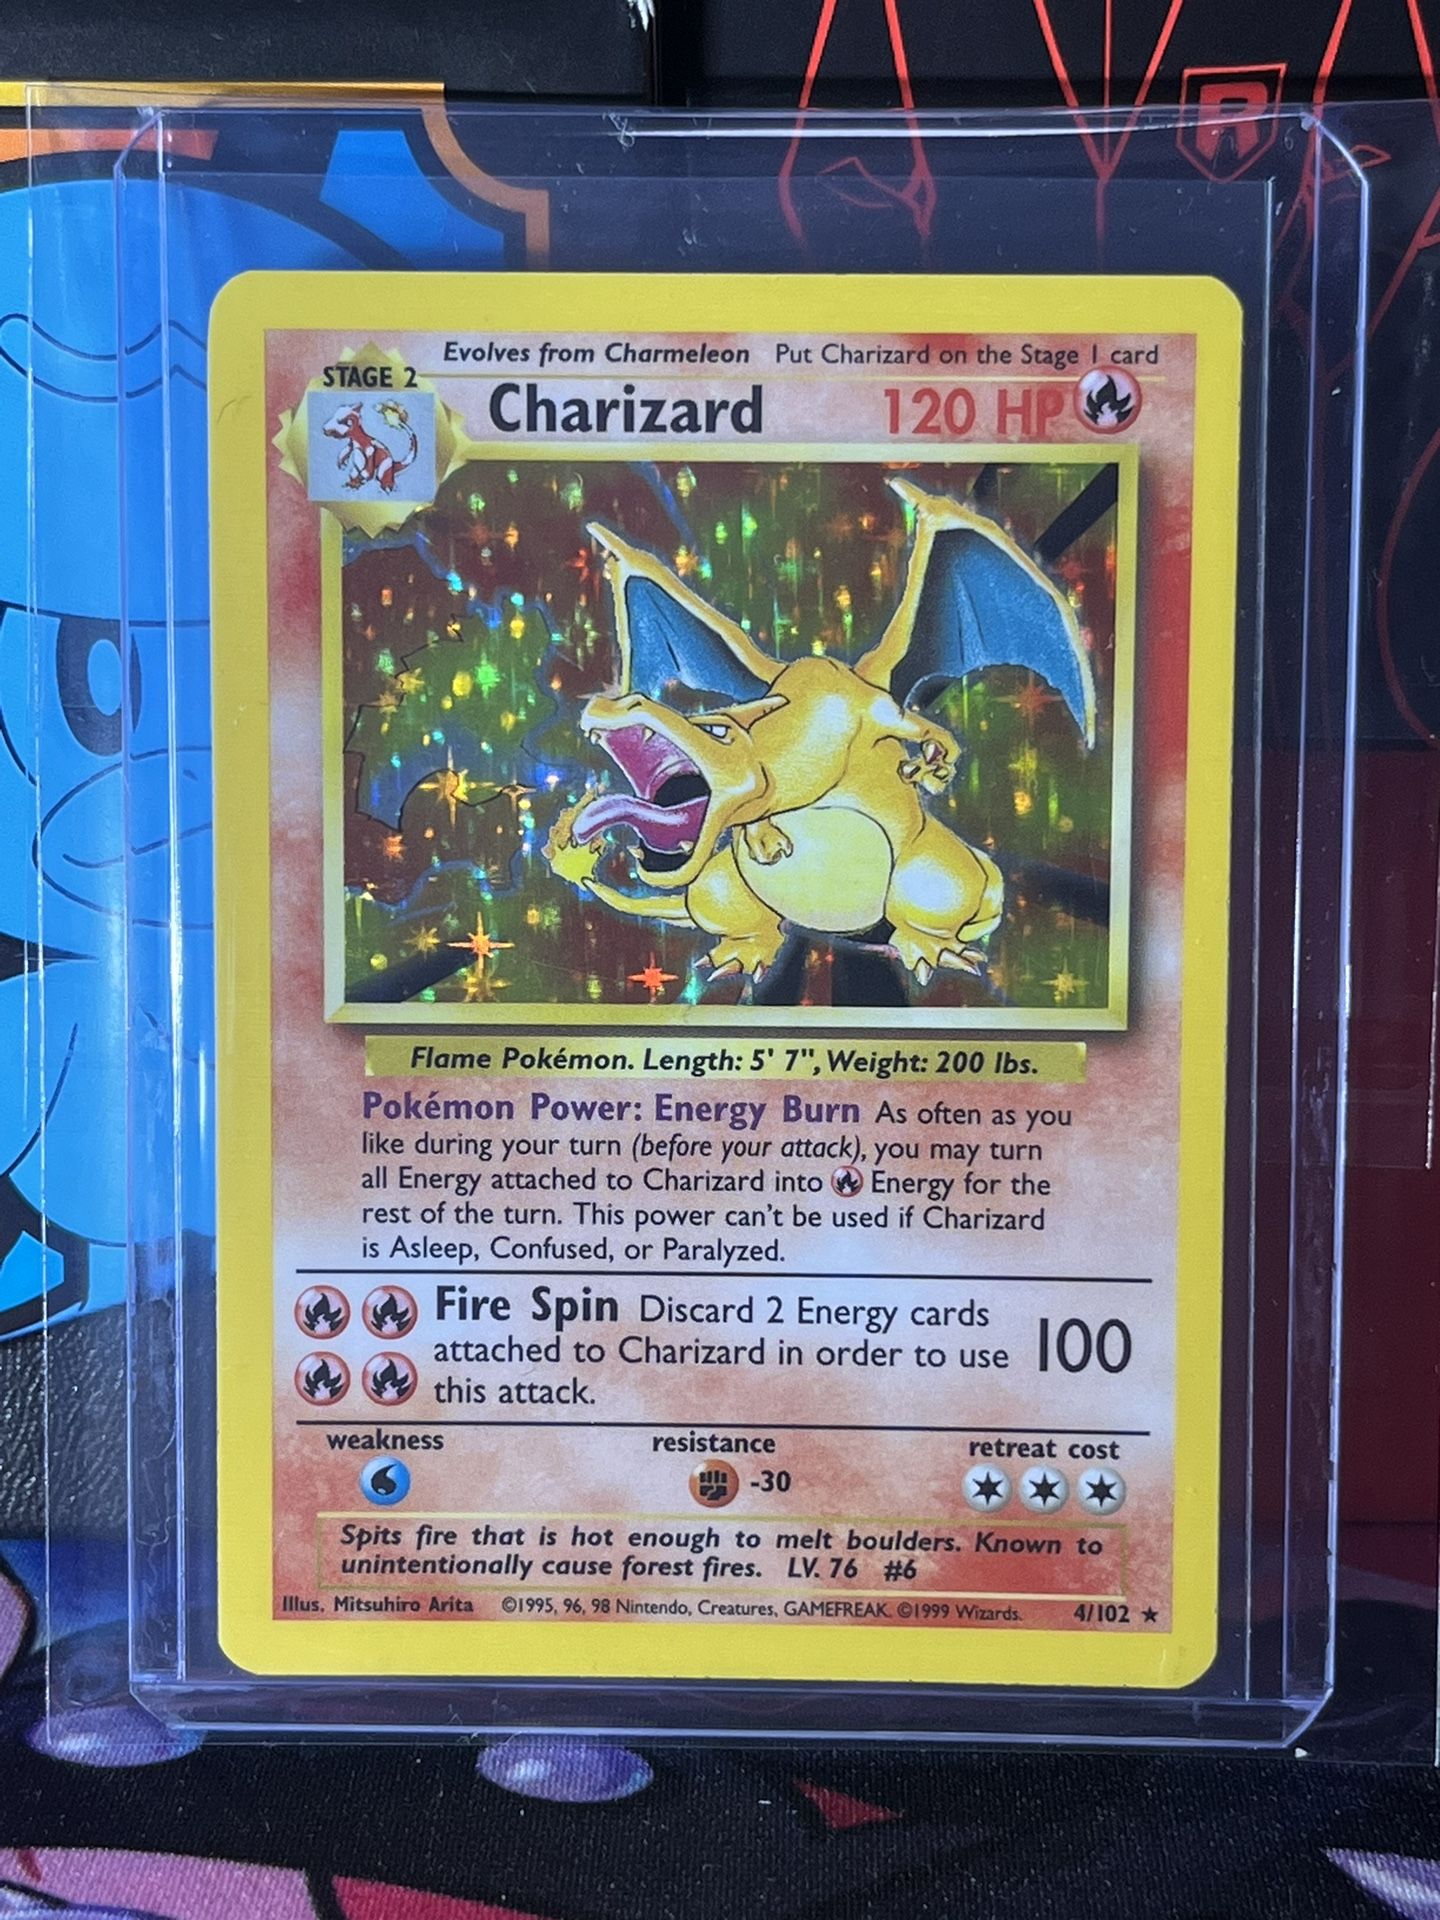 R
Evolves from Charmeleon Put Charizard on the Stage 1 card
STAGE 2
Charizard 120 HP
Flame Pokémon. Length: 5' 7", Weight: 200 lbs.
Pokémon Power: Energy Burn As often as you
like during your turn (before your attack), you may turn
all Energy attached to Charizard into Energy for the
rest of the turn. This power can't be used if Charizard
is Asleep, Confused, or Paralyzed.
Fire Spin Discard 2 Energy cards
attached to Charizard in order to use 100
this attack.
weakness resistance retreat cost
-30
Spits fire that is hot enough to melt boulders. Known to
unintentionally cause forest fires. LV. 76 #6
Illus. Mitsuhiro Arita ©1995, 96, 98 Nintendo, Creatures, GAMEFREAK. ©1999 Wizards. 4/102 ★